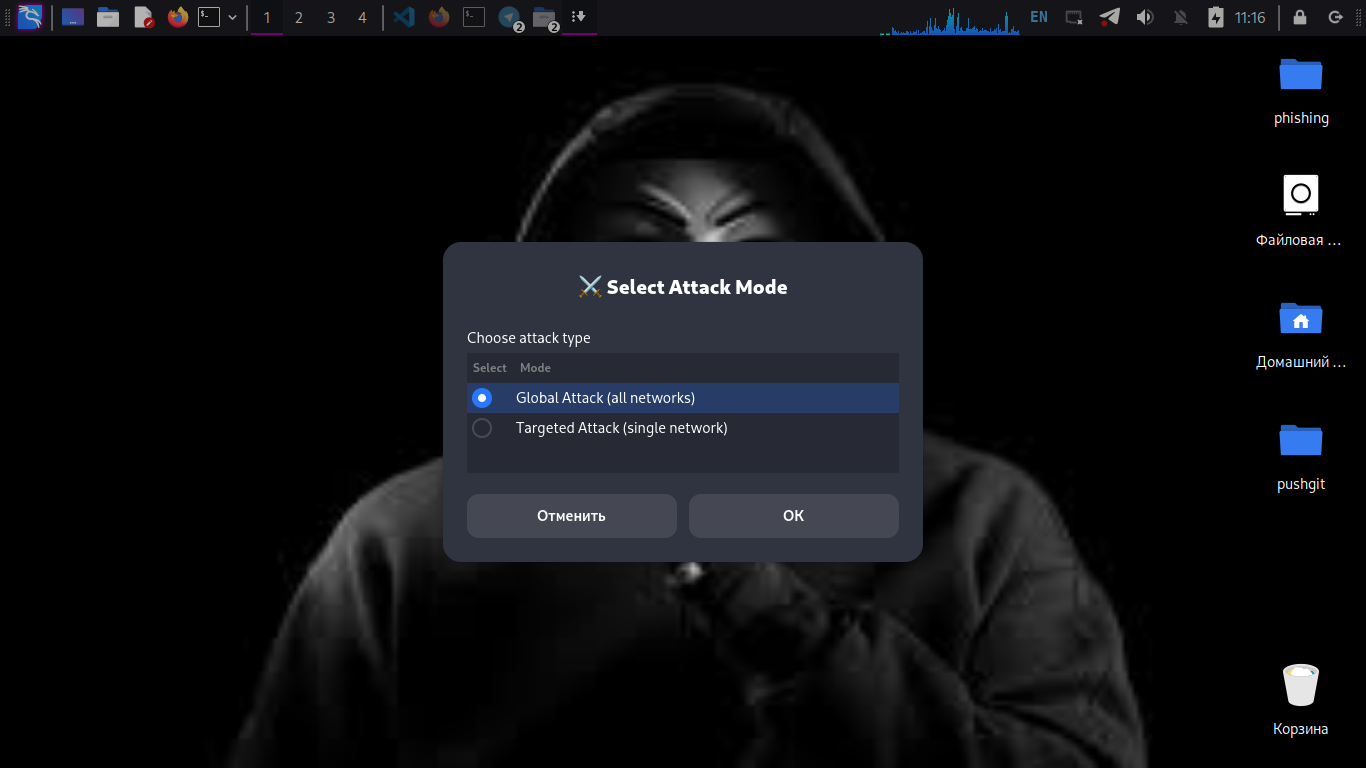 1 2 3 4 2 2 EN 11:16
phishing
Файловая ...
Домашний ...
pushgit
Корзина
⚔️ Select Attack Mode
Choose attack type
Select Mode
Global Attack (all networks)
Targeted Attack (single network)
Отменить OK